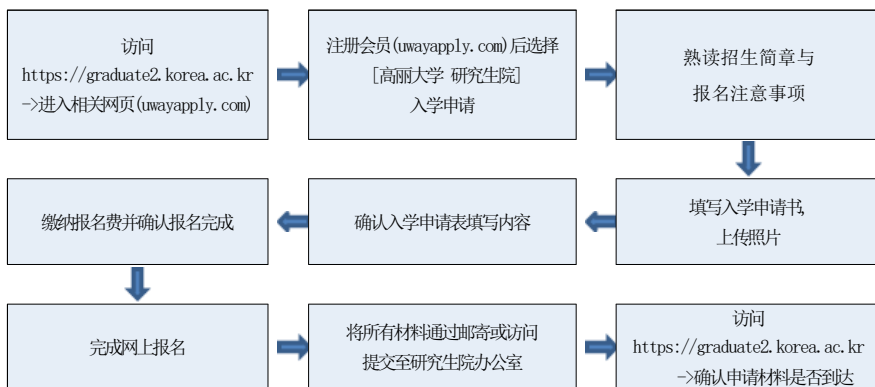 访问
https://graduate2.korea.ac.kr
->进入相关网页(uwayapply.com)
注册会员(uwayapply.com)后选择
[高丽大学 研究生院]
入学申请
熟读招生简章与
报名注意事项
填写入学申请书,
上传照片
确认入学申请表填写内容
缴纳报名费并确认报名完成
完成网上报名
将所有材料通过邮寄或访问
提交至研究生院办公室
访问
https://graduate2.korea.ac.kr
->确认申请材料是否到达